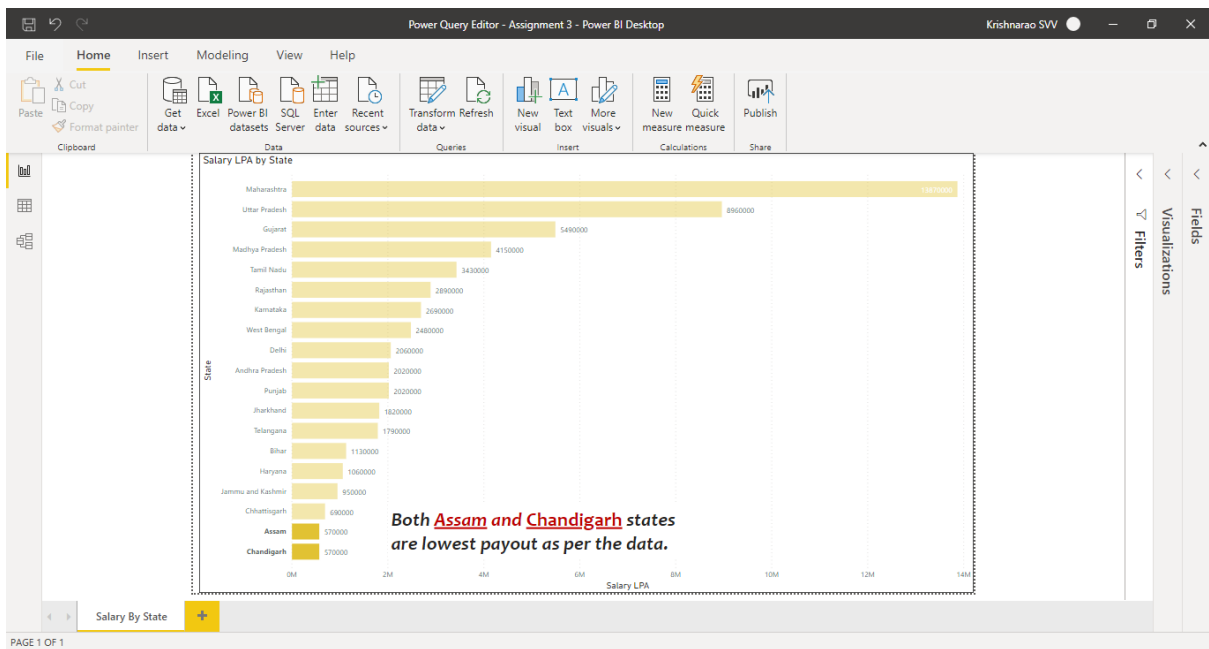 Power Query Editor - Assignment 3 - Power BI Desktop
Krishnarao SVV
File Home Insert Modeling View Help
Paste
Cut
Copy
Format painter
Clipboard
Get data
Excel
Power BI datasets
SQL Server
Enter data
Recent sources
Data
Transform data
Refresh
Queries
New visual
Text box
More visuals
Insert
New measure
Quick measure
Calculations
Publish
Share
Salary LPA by State
State
Maharashtra
Uttar Pradesh 8960000
Gujarat 5490000
Madhya Pradesh 4150000
Tamil Nadu 3430000
Rajasthan 2890000
Karnataka 2690000
West Bengal 2480000
Delhi 2060000
Andhra Pradesh 2020000
Punjab 2020000
Jharkhand 1820000
Telangana 1790000
Bihar 1130000
Haryana 1060000
Jammu and Kashmir 950000
Chhattisgarh 690000
Assam 570000
Chandigarh 570000
Both Assam and Chandigarh states
are lowest payout as per the data.
0M 2M 4M 6M 8M 10M 12M 14M
Salary LPA
Filters
Visualizations
Fields
Salary By State
PAGE 1 OF 1